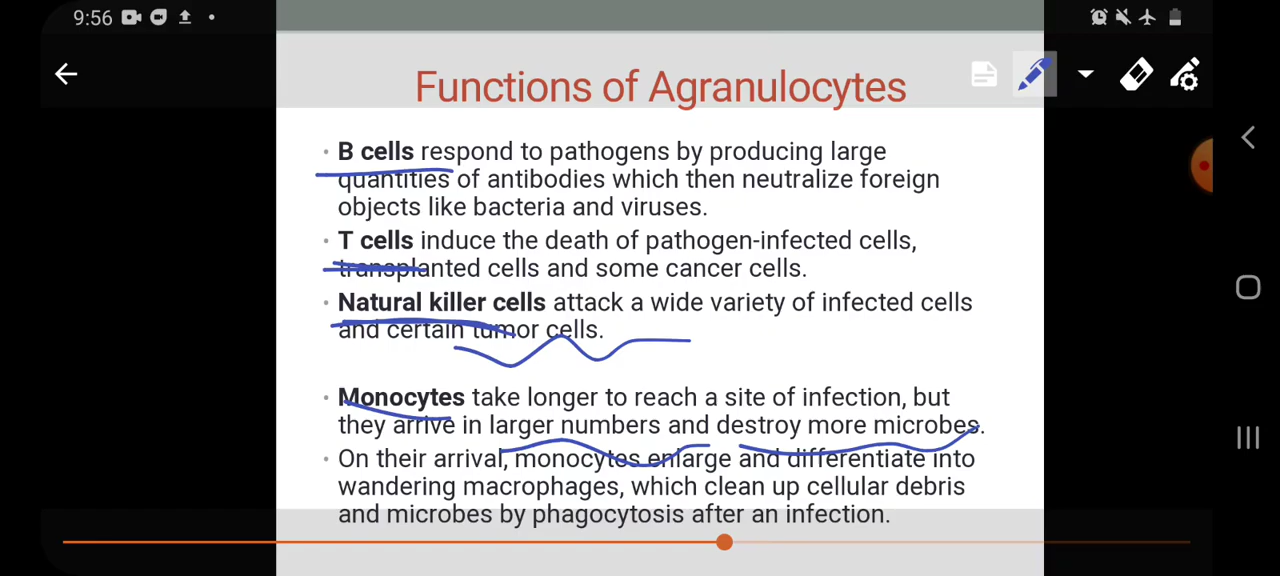 9:56
Functions of Agranulocytes
• B cells respond to pathogens by producing large
quantities of antibodies which then neutralize foreign
objects like bacteria and viruses.
• T cells induce the death of pathogen-infected cells,
transplanted cells and some cancer cells.
• Natural killer cells attack a wide variety of infected cells
and certain tumor cells.
• Monocytes take longer to reach a site of infection, but
they arrive in larger numbers and destroy more microbes.
• On their arrival, monocytes enlarge and differentiate into
wandering macrophages, which clean up cellular debris
and microbes by phagocytosis after an infection.